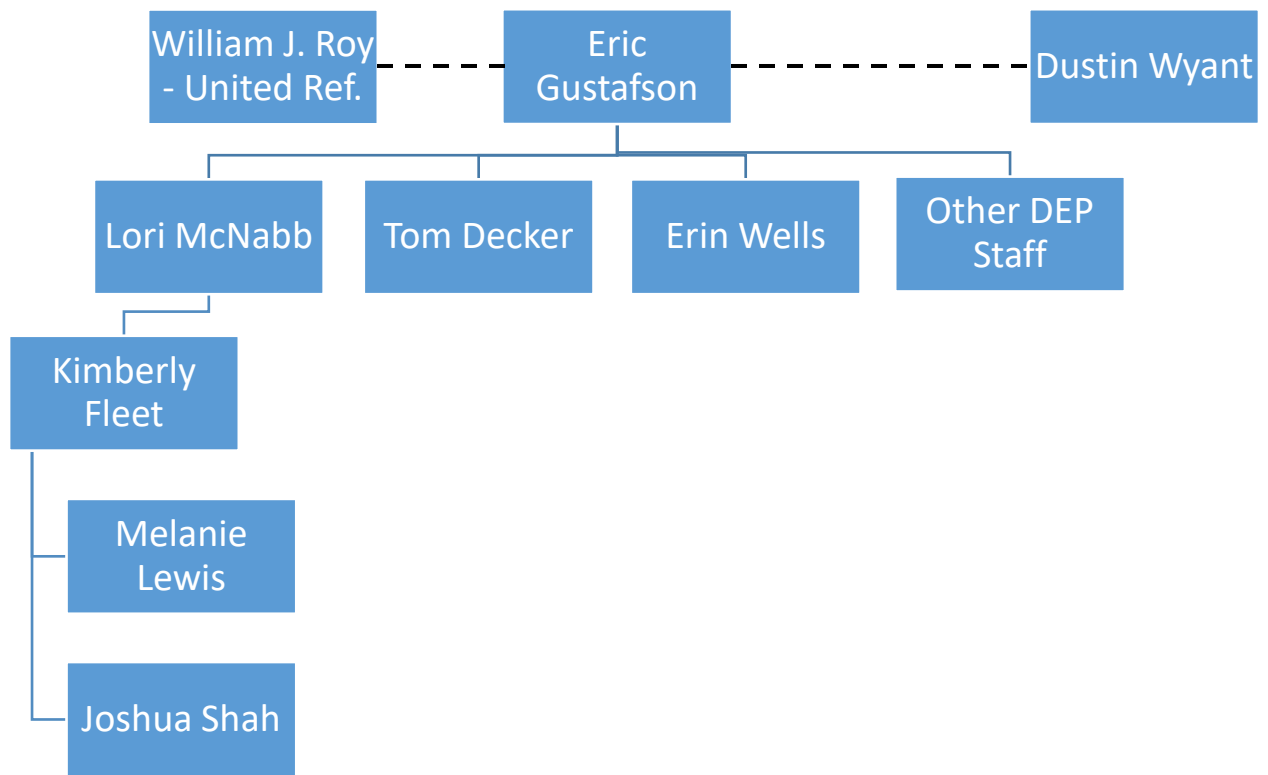 William J. Roy
- United Ref.
Eric
Gustafson
Dustin Wyant
Lori McNabb
Tom Decker
Erin Wells
Other DEP
Staff
Kimberly
Fleet
Melanie
Lewis
Joshua Shah